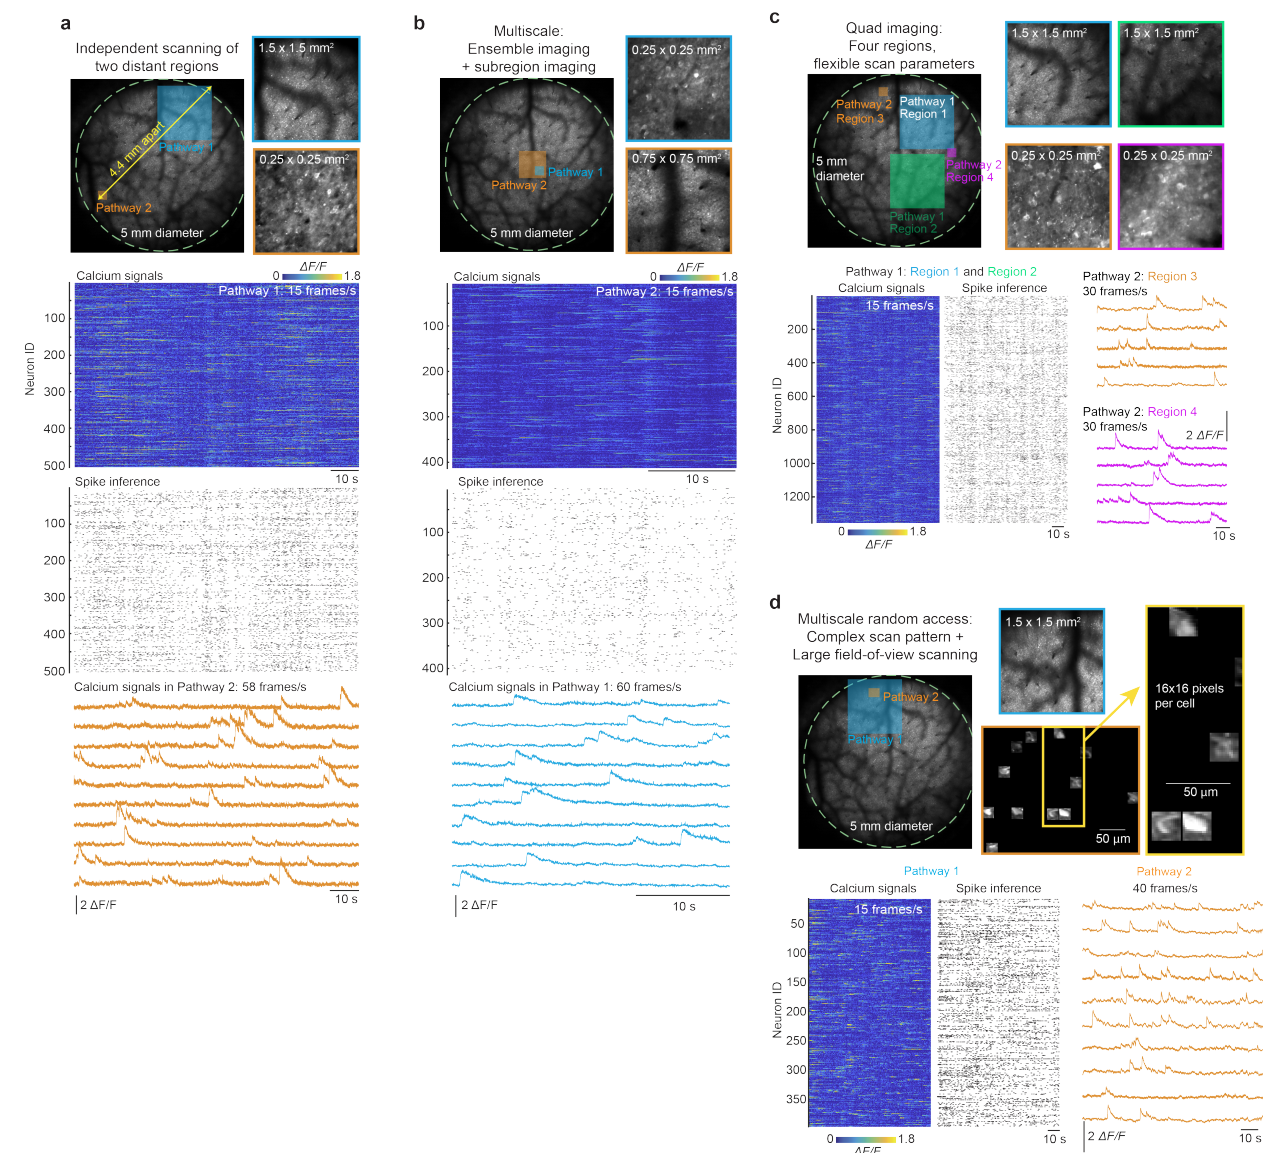 a
Independent scanning of
two distant regions
1.5 x 1.5 mm²
Pathway 1
4.4 mm apart
Pathway 2
5 mm diameter
0.25 x 0.25 mm²
Calcium signals
0
1.8
ΔF/F
Pathway 1: 15 frames/s
Neuron ID
100
200
300
400
500
10 s
Spike inference
100
200
300
400
500
Calcium signals in Pathway 2: 58 frames/s
10 s
2 ΔF/F
b
Multiscale:
Ensemble imaging
+ subregion imaging
0.25 x 0.25 mm²
Pathway 1
Pathway 2
5 mm diameter
0.75 x 0.75 mm²
Calcium signals
0
1.8
ΔF/F
Pathway 2: 15 frames/s
100
200
300
400
10 s
Spike inference
100
200
300
400
Calcium signals in Pathway 1: 60 frames/s
10 s
2 ΔF/F
c
Quad imaging:
Four regions,
flexible scan parameters
1.5 x 1.5 mm²
1.5 x 1.5 mm²
Pathway 2
Region 3
Pathway 1
Region 1
5 mm
diameter
Pathway 2
Region 4
Pathway 1
Region 2
0.25 x 0.25 mm²
0.25 x 0.25 mm²
Pathway 1: Region 1 and Region 2
Calcium signals
Spike inference
15 frames/s
Neuron ID
200
400
600
800
1000
1200
0
1.8
ΔF/F
10 s
Pathway 2: Region 3
30 frames/s
Pathway 2: Region 4
30 frames/s
2 ΔF/F
10 s
d
Multiscale random access:
Complex scan pattern +
Large field-of-view scanning
1.5 x 1.5 mm²
Pathway 2
Pathway 1
5 mm diameter
50 µm
16x16 pixels
per cell
50 µm
Pathway 1
Calcium signals
Spike inference
15 frames/s
Neuron ID
50
100
150
200
250
300
350
0
1.8
ΔF/F
10 s
Pathway 2
40 frames/s
2 ΔF/F
10 s